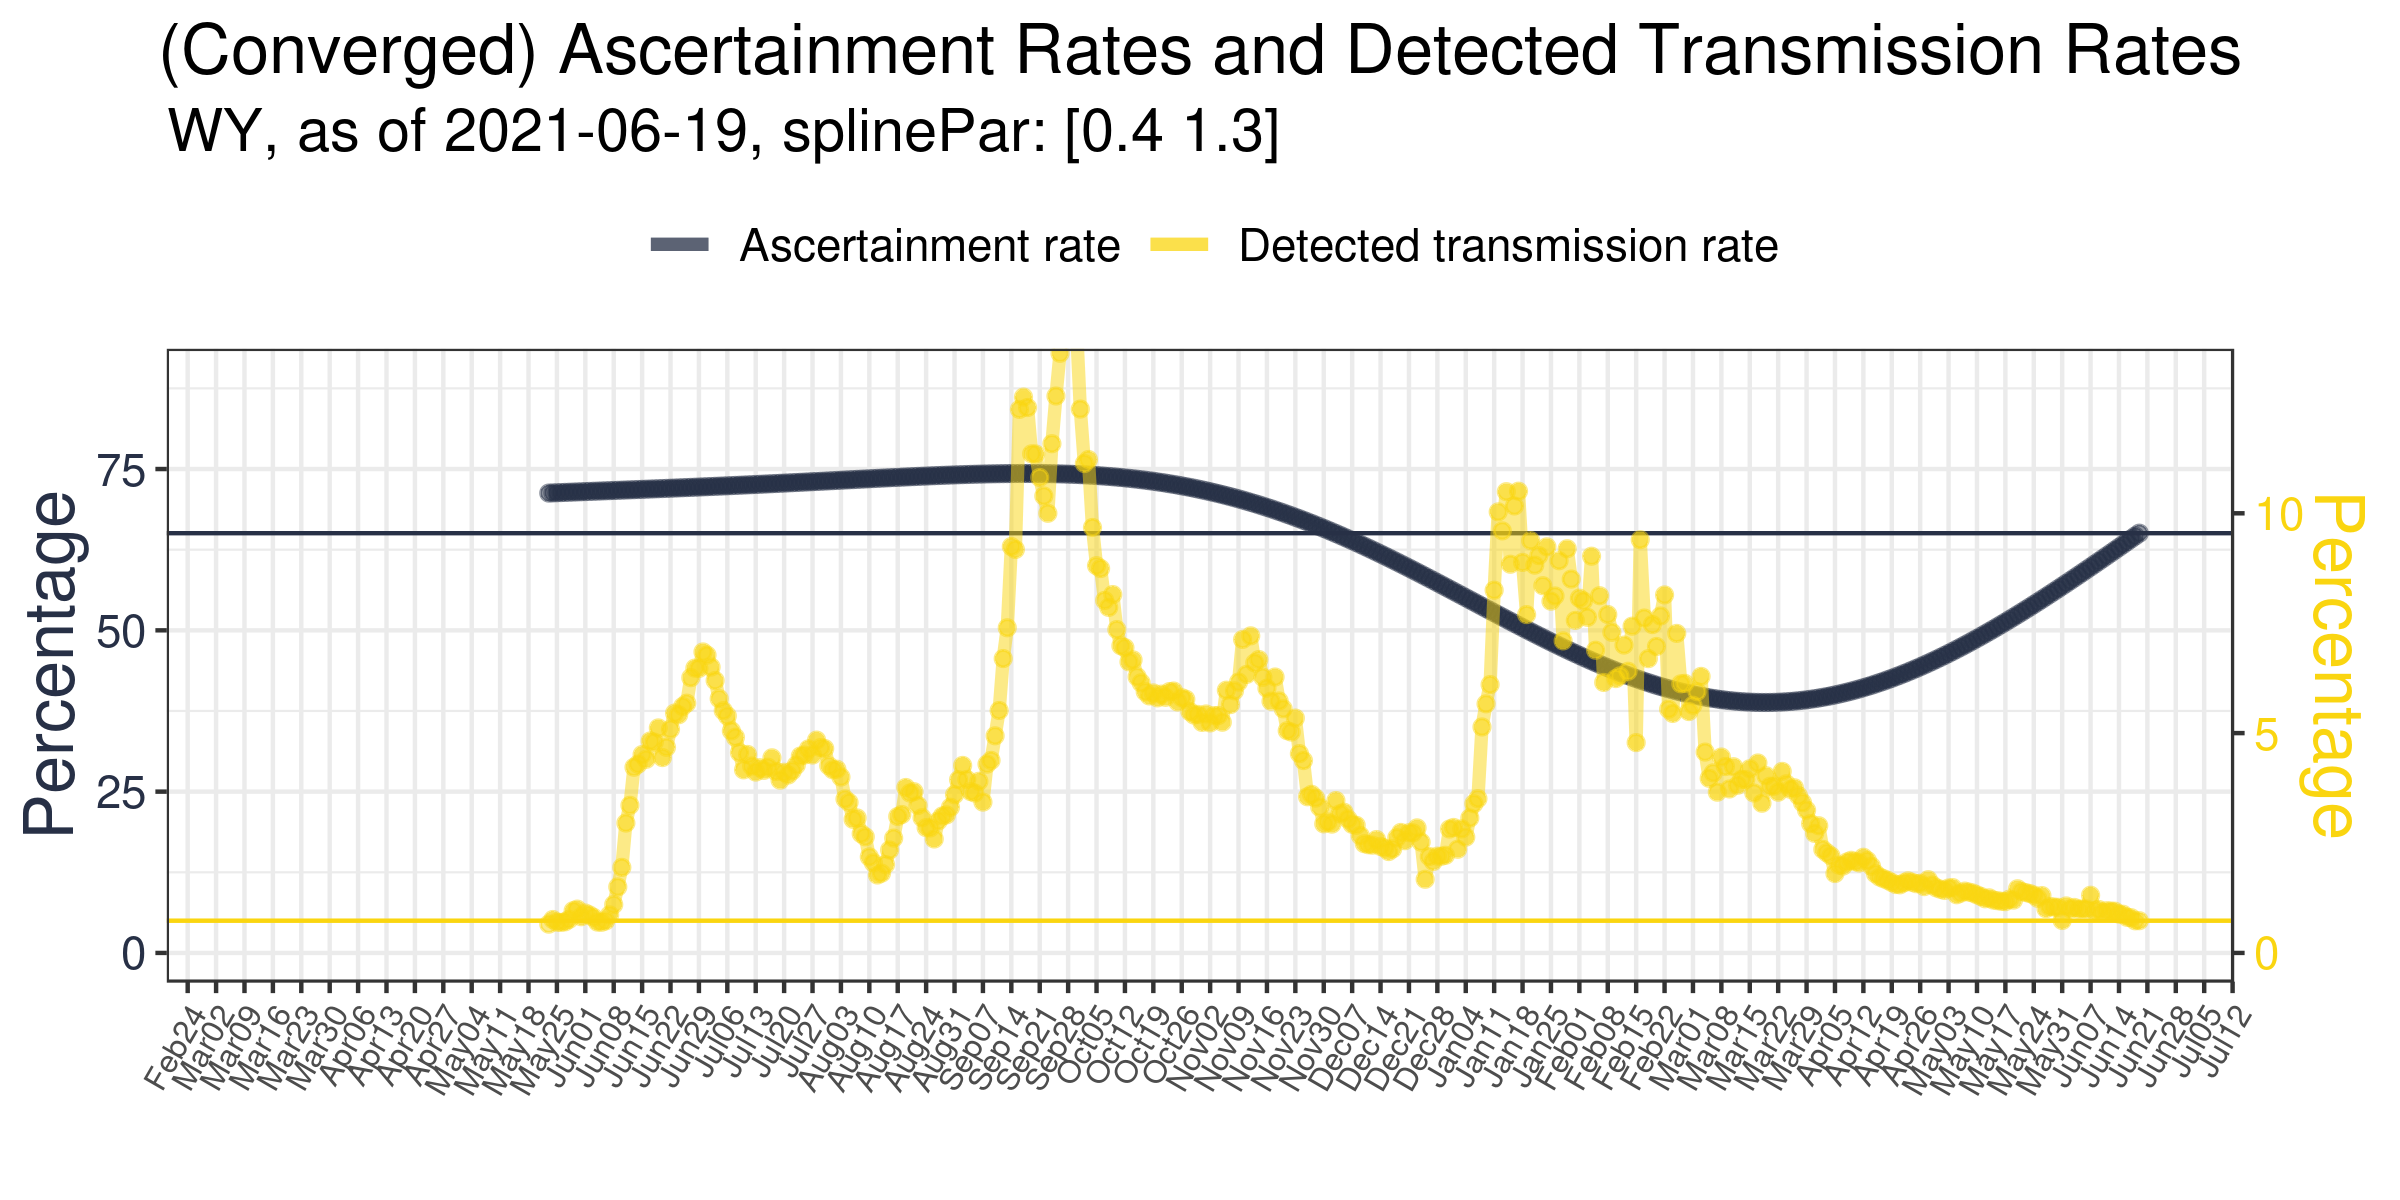 (Converged) Ascertainment Rates and Detected Transmission Rates
WY, as of 2021-06-19, splinePar: [0.4 1.3]
Ascertainment rate
Detected transmission rate
Percentage
75
50
25
0
10
5
0
Percentage
Feb24
Mar02
Mar09
Mar16
Mar23
Mar30
Apr06
Apr13
Apr20
Apr27
May04
May11
May18
May25
Jun01
Jun08
Jun15
Jun22
Jun29
Jul06
Jul13
Jul20
Jul27
Aug03
Aug10
Aug17
Aug24
Aug31
Sep07
Sep14
Sep21
Sep28
Oct05
Oct12
Oct19
Oct26
Nov02
Nov09
Nov16
Nov23
Nov30
Dec07
Dec14
Dec21
Dec28
Jan04
Jan11
Jan18
Jan25
Feb01
Feb08
Feb15
Feb22
Mar01
Mar08
Mar15
Mar22
Mar29
Apr05
Apr12
Apr19
Apr26
May03
May10
May17
May24
May31
Jun07
Jun14
Jun21
Jun28
Jul05
Jul12